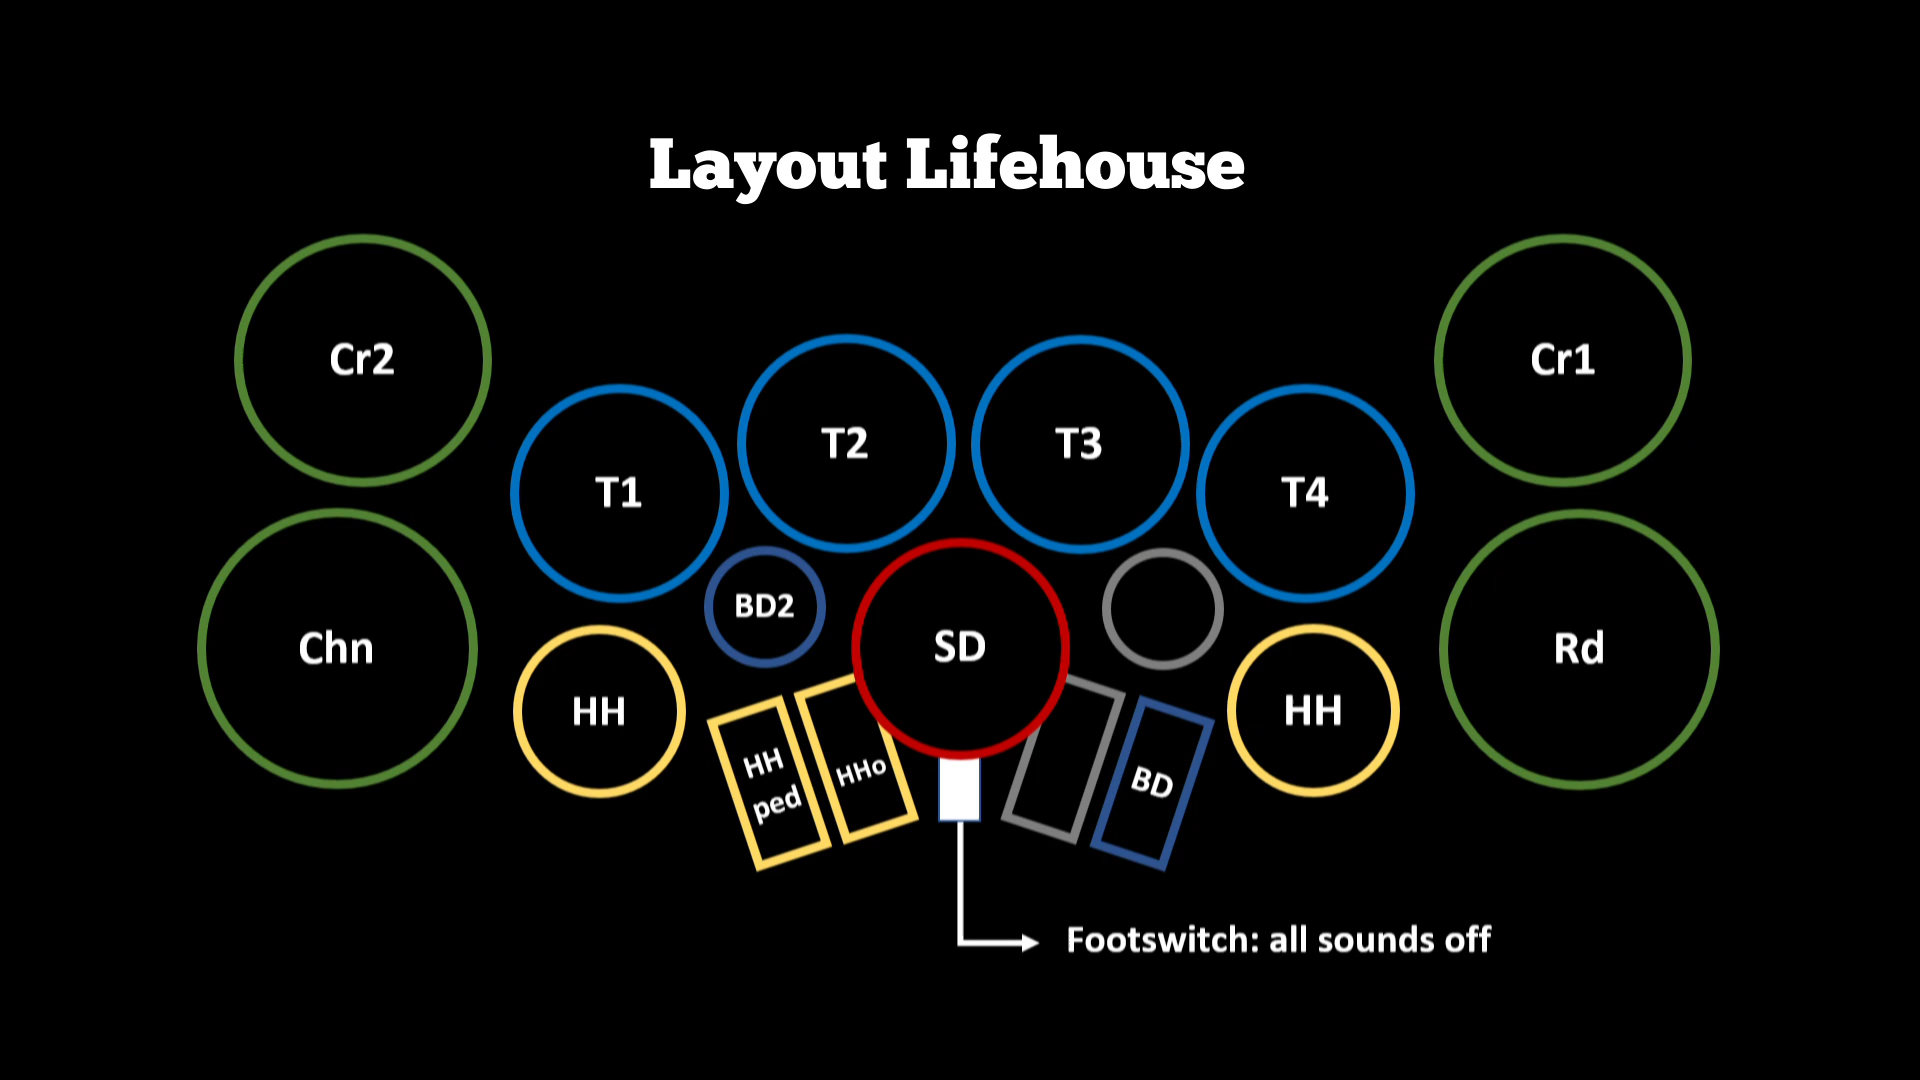 Layout Lifehouse
Cr2
Cr1
T2
T3
T1
T4
BD2
SD
Chn
Rd
HH
HH
HH
ped
HHo
BD
Footswitch: all sounds off